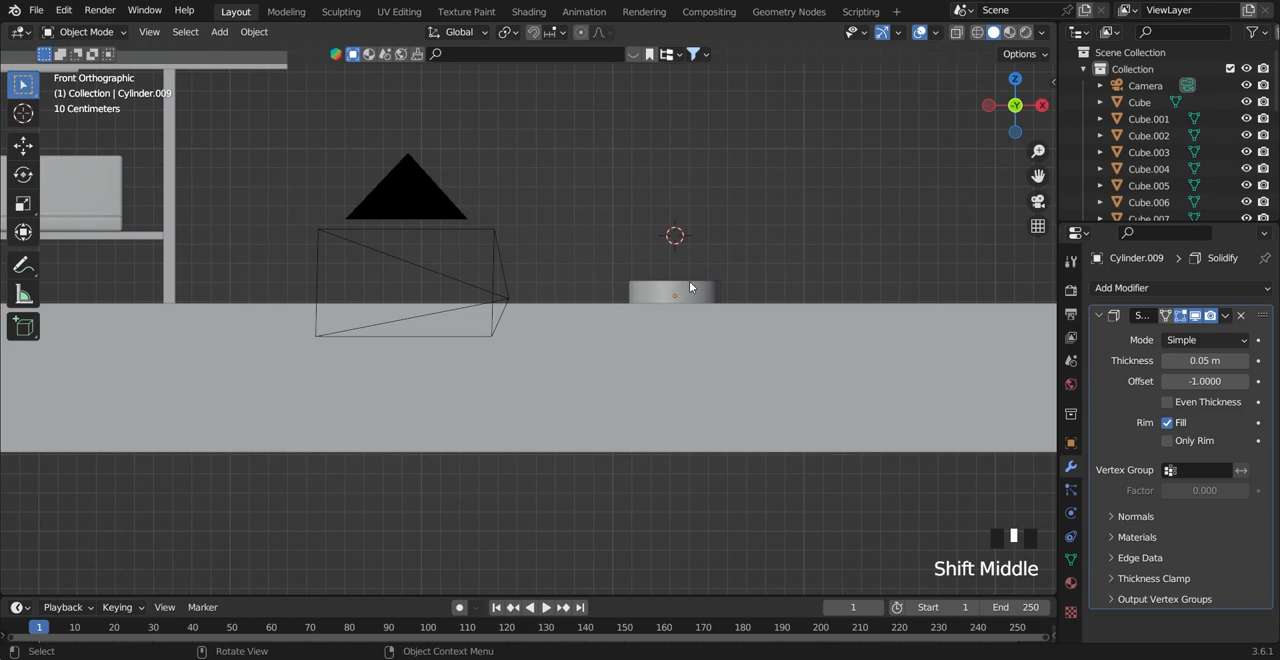 File Edit Render Window Help Layout Modeling Sculpting UV Editing Texture Paint Shading Animation Rendering Compositing Geometry Nodes Scripting + Scene ViewLayer
Object Mode View Select Add Object Global
Options
Front Orthographic
(1) Collection | Cylinder.009
10 Centimeters
Z
X
-Y
Scene Collection
Collection
Camera
Cube
Cube.001
Cube.002
Cube.003
Cube.004
Cube.005
Cube.006
Cube.007
Cylinder.009 > Solidify
Add Modifier
S...
Mode Simple
Thickness 0.05 m
Offset -1.0000
Even Thickness
Rim Fill
Only Rim
Vertex Group
Factor 0.000
Normals
Materials
Edge Data
Thickness Clamp
Output Vertex Groups
Shift Middle
Playback Keying View Marker 1 Start 1 End 250
1 10 20 30 40 50 60 70 80 90 100 110 120 130 140 150 160 170 180 190 200 210 220 230 240 250
Select Rotate View Object Context Menu 3.6.1